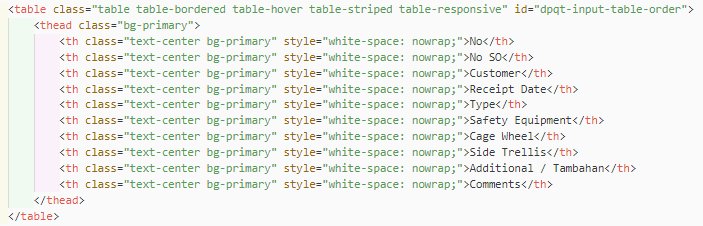 <table class="table table-bordered table-hover table-striped table-responsive" id="dpqt-input-table-order">
    <thead class="bg-primary">
        <th class="text-center bg-primary" style="white-space: nowrap;">No</th>
        <th class="text-center bg-primary" style="white-space: nowrap;">No SO</th>
        <th class="text-center bg-primary" style="white-space: nowrap;">Customer</th>
        <th class="text-center bg-primary" style="white-space: nowrap;">Receipt Date</th>
        <th class="text-center bg-primary" style="white-space: nowrap;">Type</th>
        <th class="text-center bg-primary" style="white-space: nowrap;">Safety Equipment</th>
        <th class="text-center bg-primary" style="white-space: nowrap;">Cage Wheel</th>
        <th class="text-center bg-primary" style="white-space: nowrap;">Side Trellis</th>
        <th class="text-center bg-primary" style="white-space: nowrap;">Additional / Tambahan</th>
        <th class="text-center bg-primary" style="white-space: nowrap;">Comments</th>
    </thead>
</table>